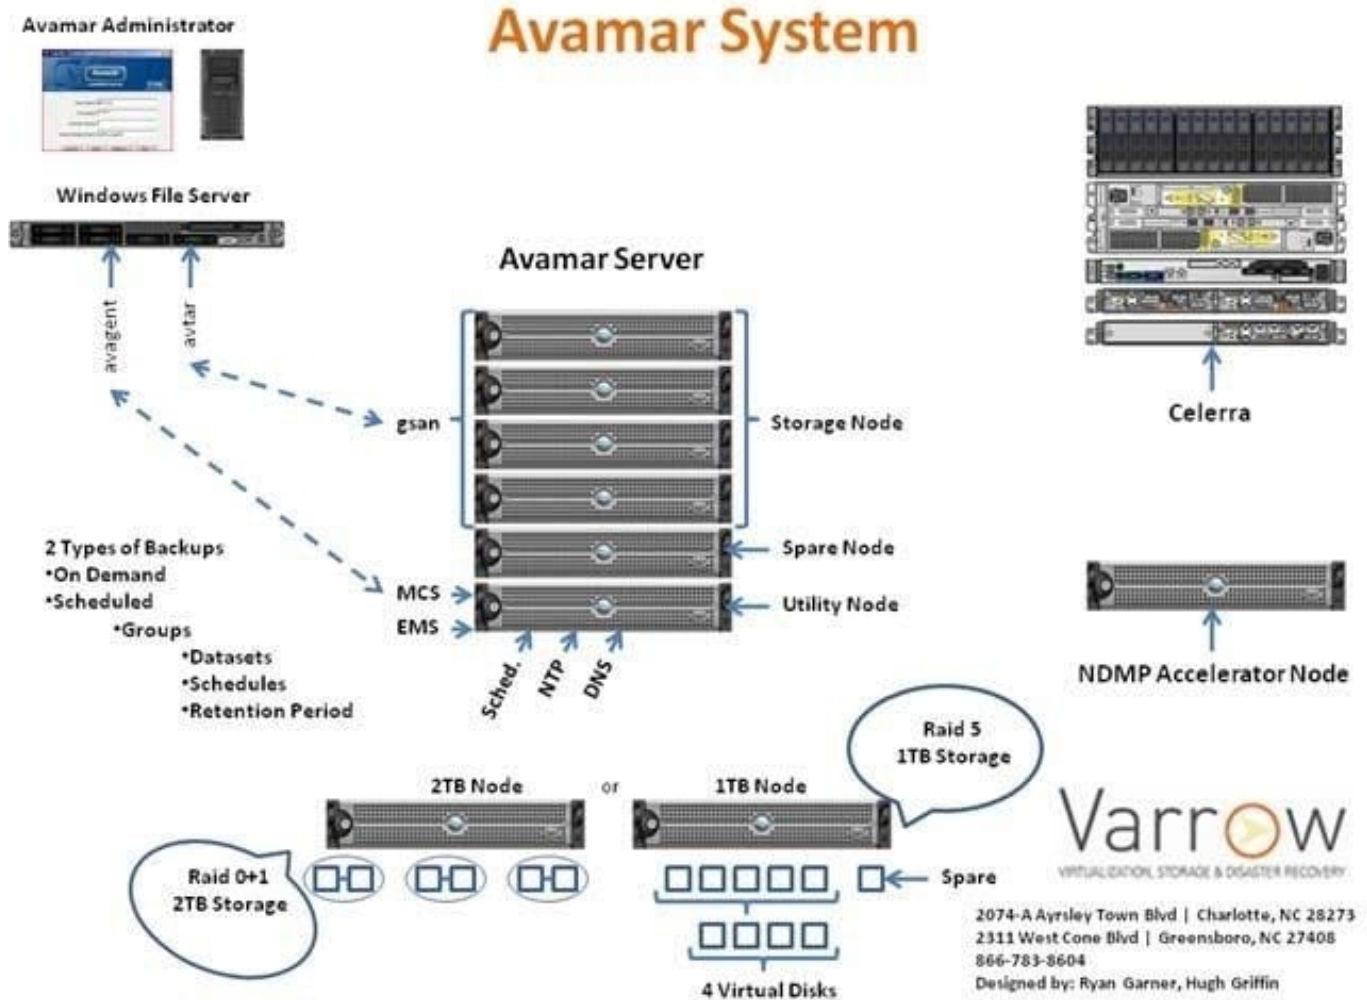 Avamar System
Avamar Administrator
Windows File Server
avagent
avtar
Avamar Server
gsan
Storage Node
Spare Node
MCS
EMS
Utility Node
Sched.
NTP
DNS
Celerra
NDMP Accelerator Node
2 Types of Backups
•On Demand
•Scheduled
•Groups
•Datasets
•Schedules
•Retention Period
Raid 5
1TB Storage
2TB Node
or
1TB Node
Raid 0+1
2TB Storage
Spare
4 Virtual Disks
Varrow
VIRTUALIZATION, STORAGE & DISASTER RECOVERY
2074-A Ayrsley Town Blvd | Charlotte, NC 28273
2311 West Cone Blvd | Greensboro, NC 27408
866-783-8604
Designed by: Ryan Garner, Hugh Griffin